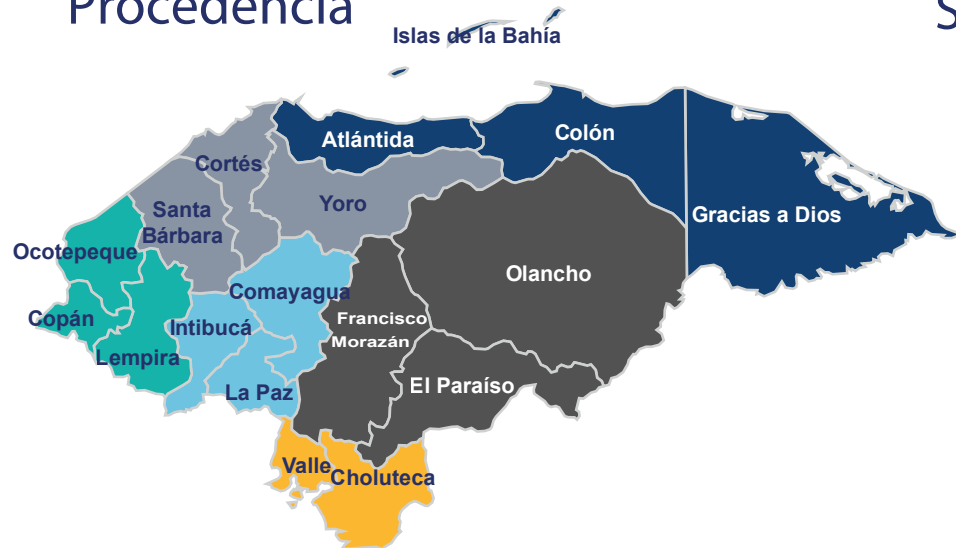 Procedencia
S
Islas de la Bahía
Atlántida
Colón
Cortés
Yoro
Santa
Bárbara
Gracias a Dios
Ocotepeque
Olancho
Comayagua
Copán
Intibucá
Francisco
Morazán
Lempira
La Paz
El Paraíso
Valle
Choluteca